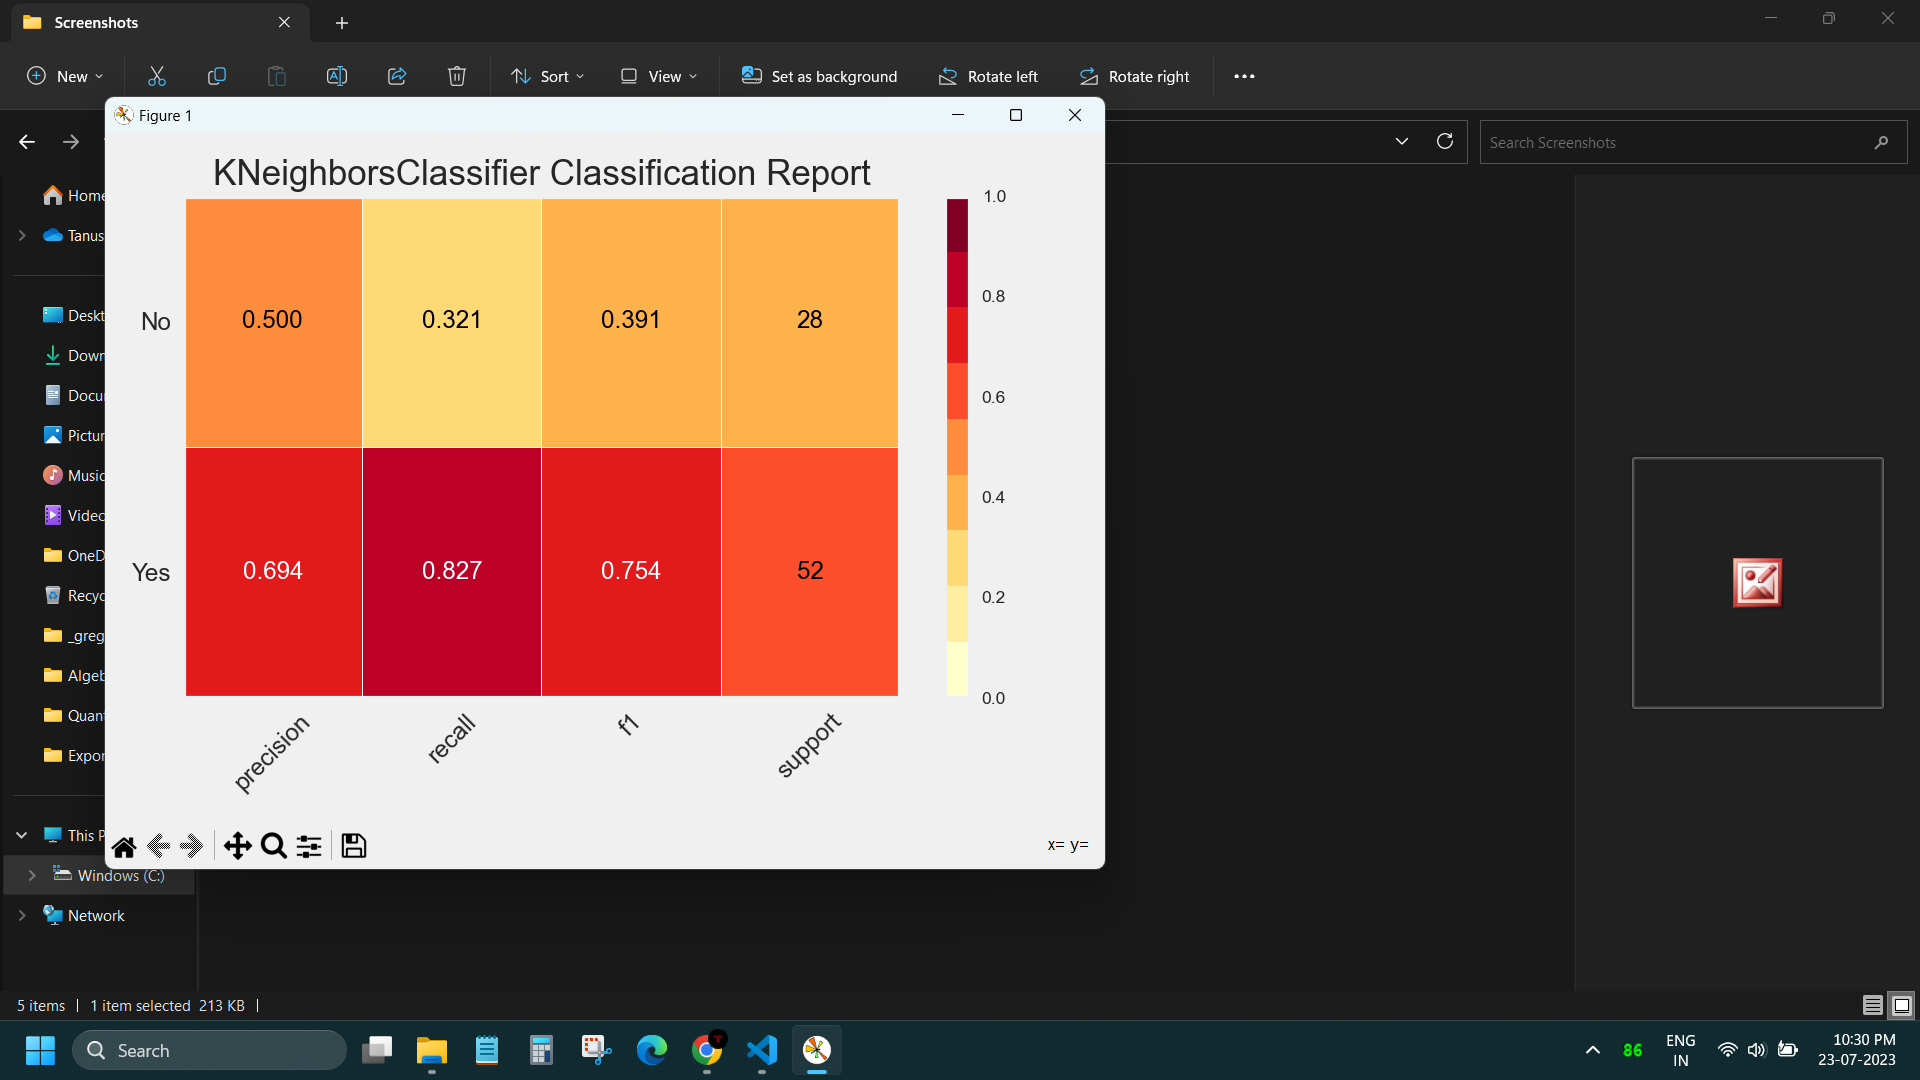 Screenshots
New
Sort
View
Set as background
Rotate left
Rotate right
Figure 1
Search Screenshots
KNeighborsClassifier Classification Report
Home
Tanus
Deskt
Down
Docu
Pictur
Music
Videc
OneD
Recyc
_greg
Algeb
Quant
Expor
This P
Windows (C:)
Network
No
0.500
0.321
0.391
28
Yes
0.694
0.827
0.754
52
precision
recall
f1
support
1.0
0.8
0.6
0.4
0.2
0.0
x= y=
5 items
1 item selected 213 KB
Search
T
86
ENG
IN
10:30 PM
23-07-2023